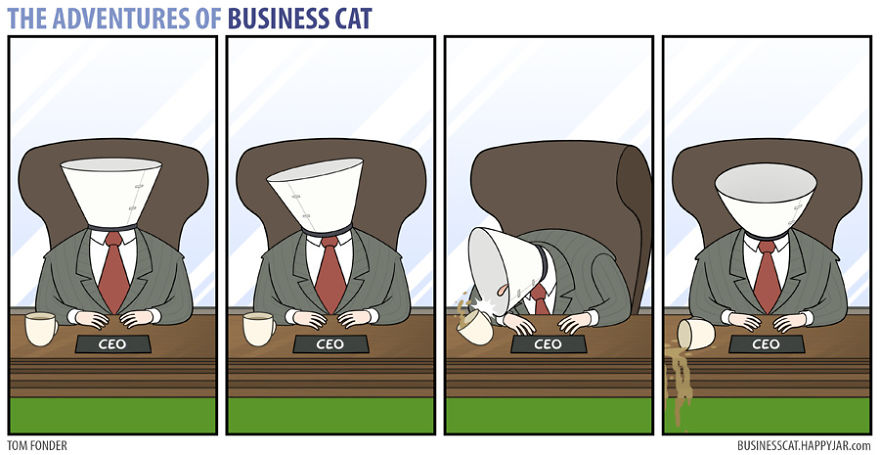 THE ADVENTURES OF BUSINESS CAT
CEO
CEO
CEO
CEO
TOM FONDER
BUSINESSCAT.HAPPYJAR.com